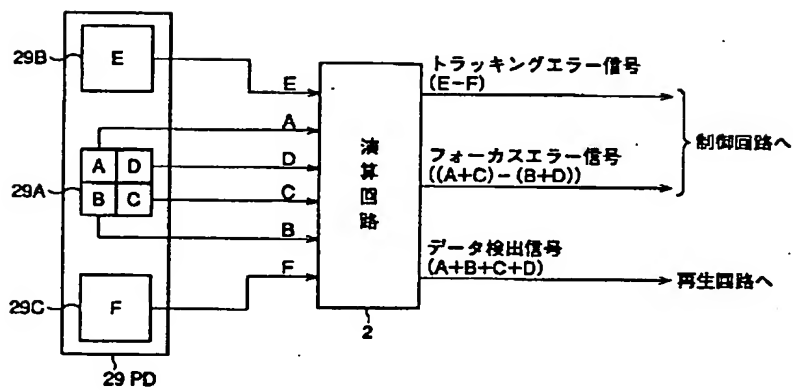 29B
E
29A
A
D
B
C
29C
F
29 PD
E
A
D
C
B
F
演算回路
2
トラッキングエラー信号
(E-F)
フォーカスエラー信号
((A+C)-(B+D))
制御回路へ
データ検出信号
(A+B+C+D)
再生回路へ